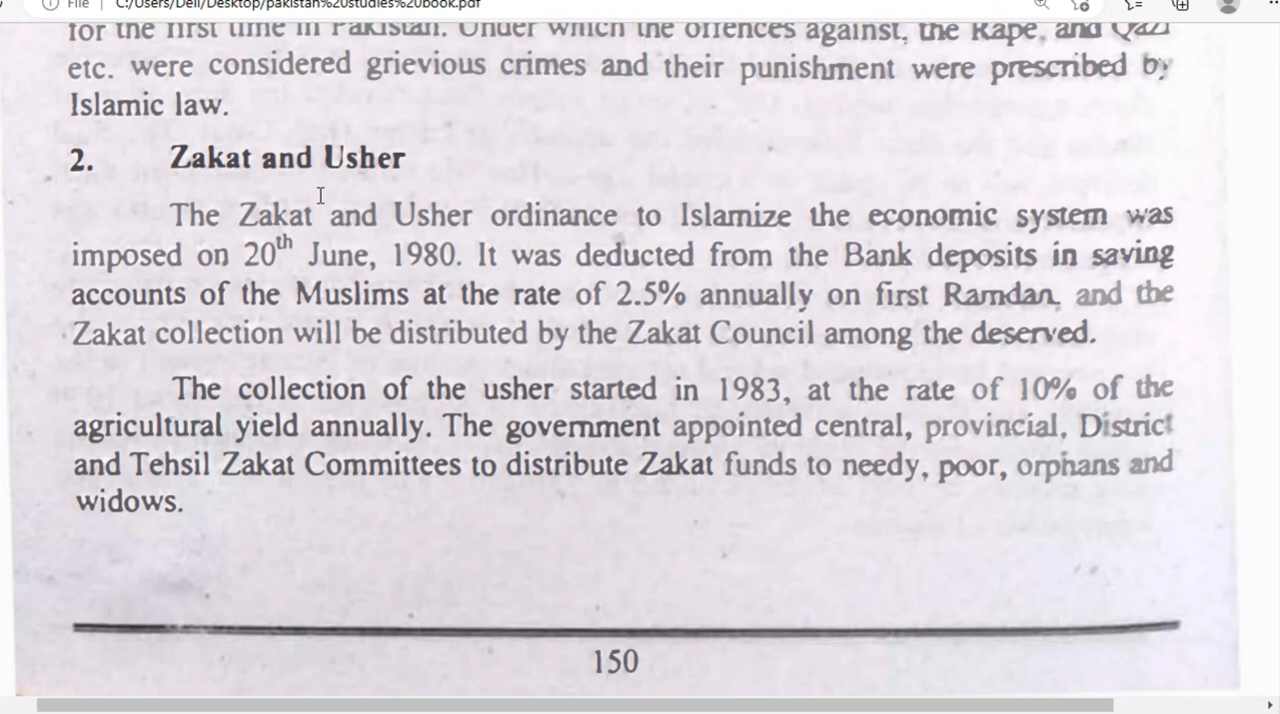 File
C:/Users/Dell/Desktop/pakistan%20studies%20book.pdf
for the first time in Pakistan. Under which the offences against, the Rape, and Qazf
etc. were considered grievious crimes and their punishment were prescribed by
Islamic law.
2. Zakat and Usher
The Zakat and Usher ordinance to Islamize the economic system was
imposed on 20th June, 1980. It was deducted from the Bank deposits in saving
accounts of the Muslims at the rate of 2.5% annually on first Ramdan, and the
Zakat collection will be distributed by the Zakat Council among the deserved.
The collection of the usher started in 1983, at the rate of 10% of the
agricultural yield annually. The government appointed central, provincial, District
and Tehsil Zakat Committees to distribute Zakat funds to needy, poor, orphans and
widows.
150